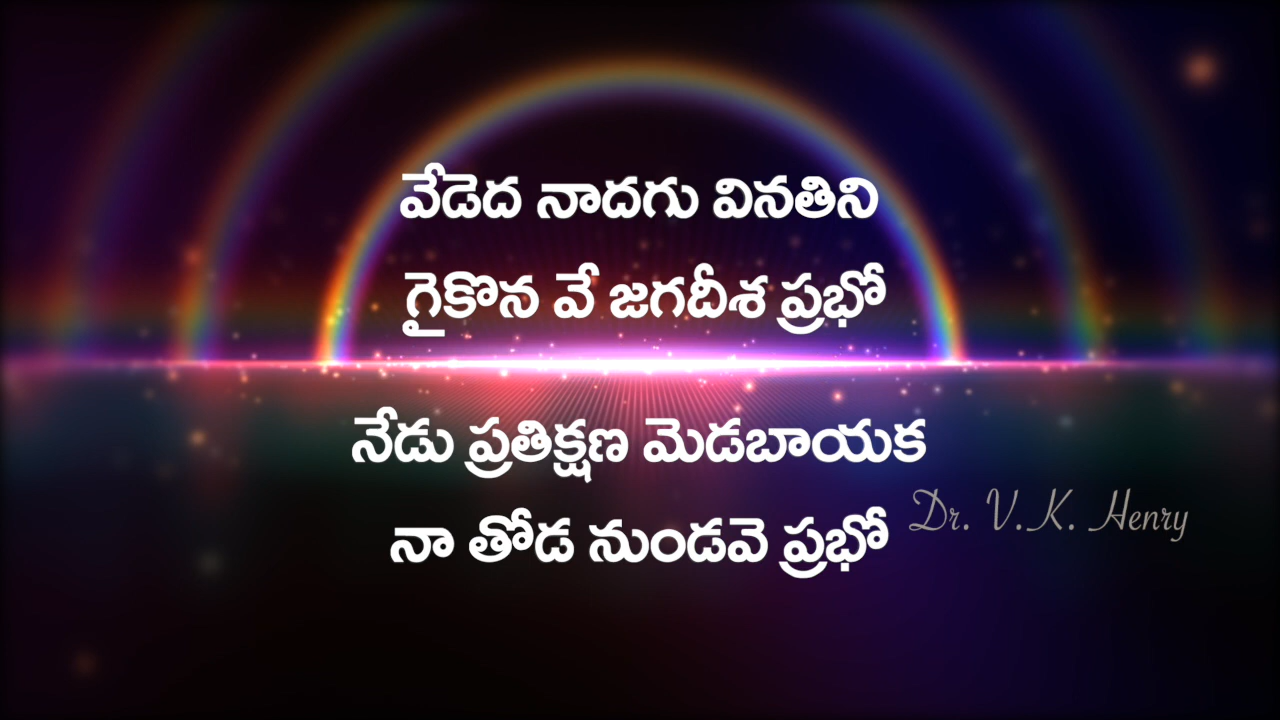 వేడెద నాదగు వినతిని
గైకొన వే జగదీశ ప్రభో
నేడు ప్రతిక్షణ మెడబాయక
నా తోడ నుండవె ప్రభో
Dr. V.K. Henry